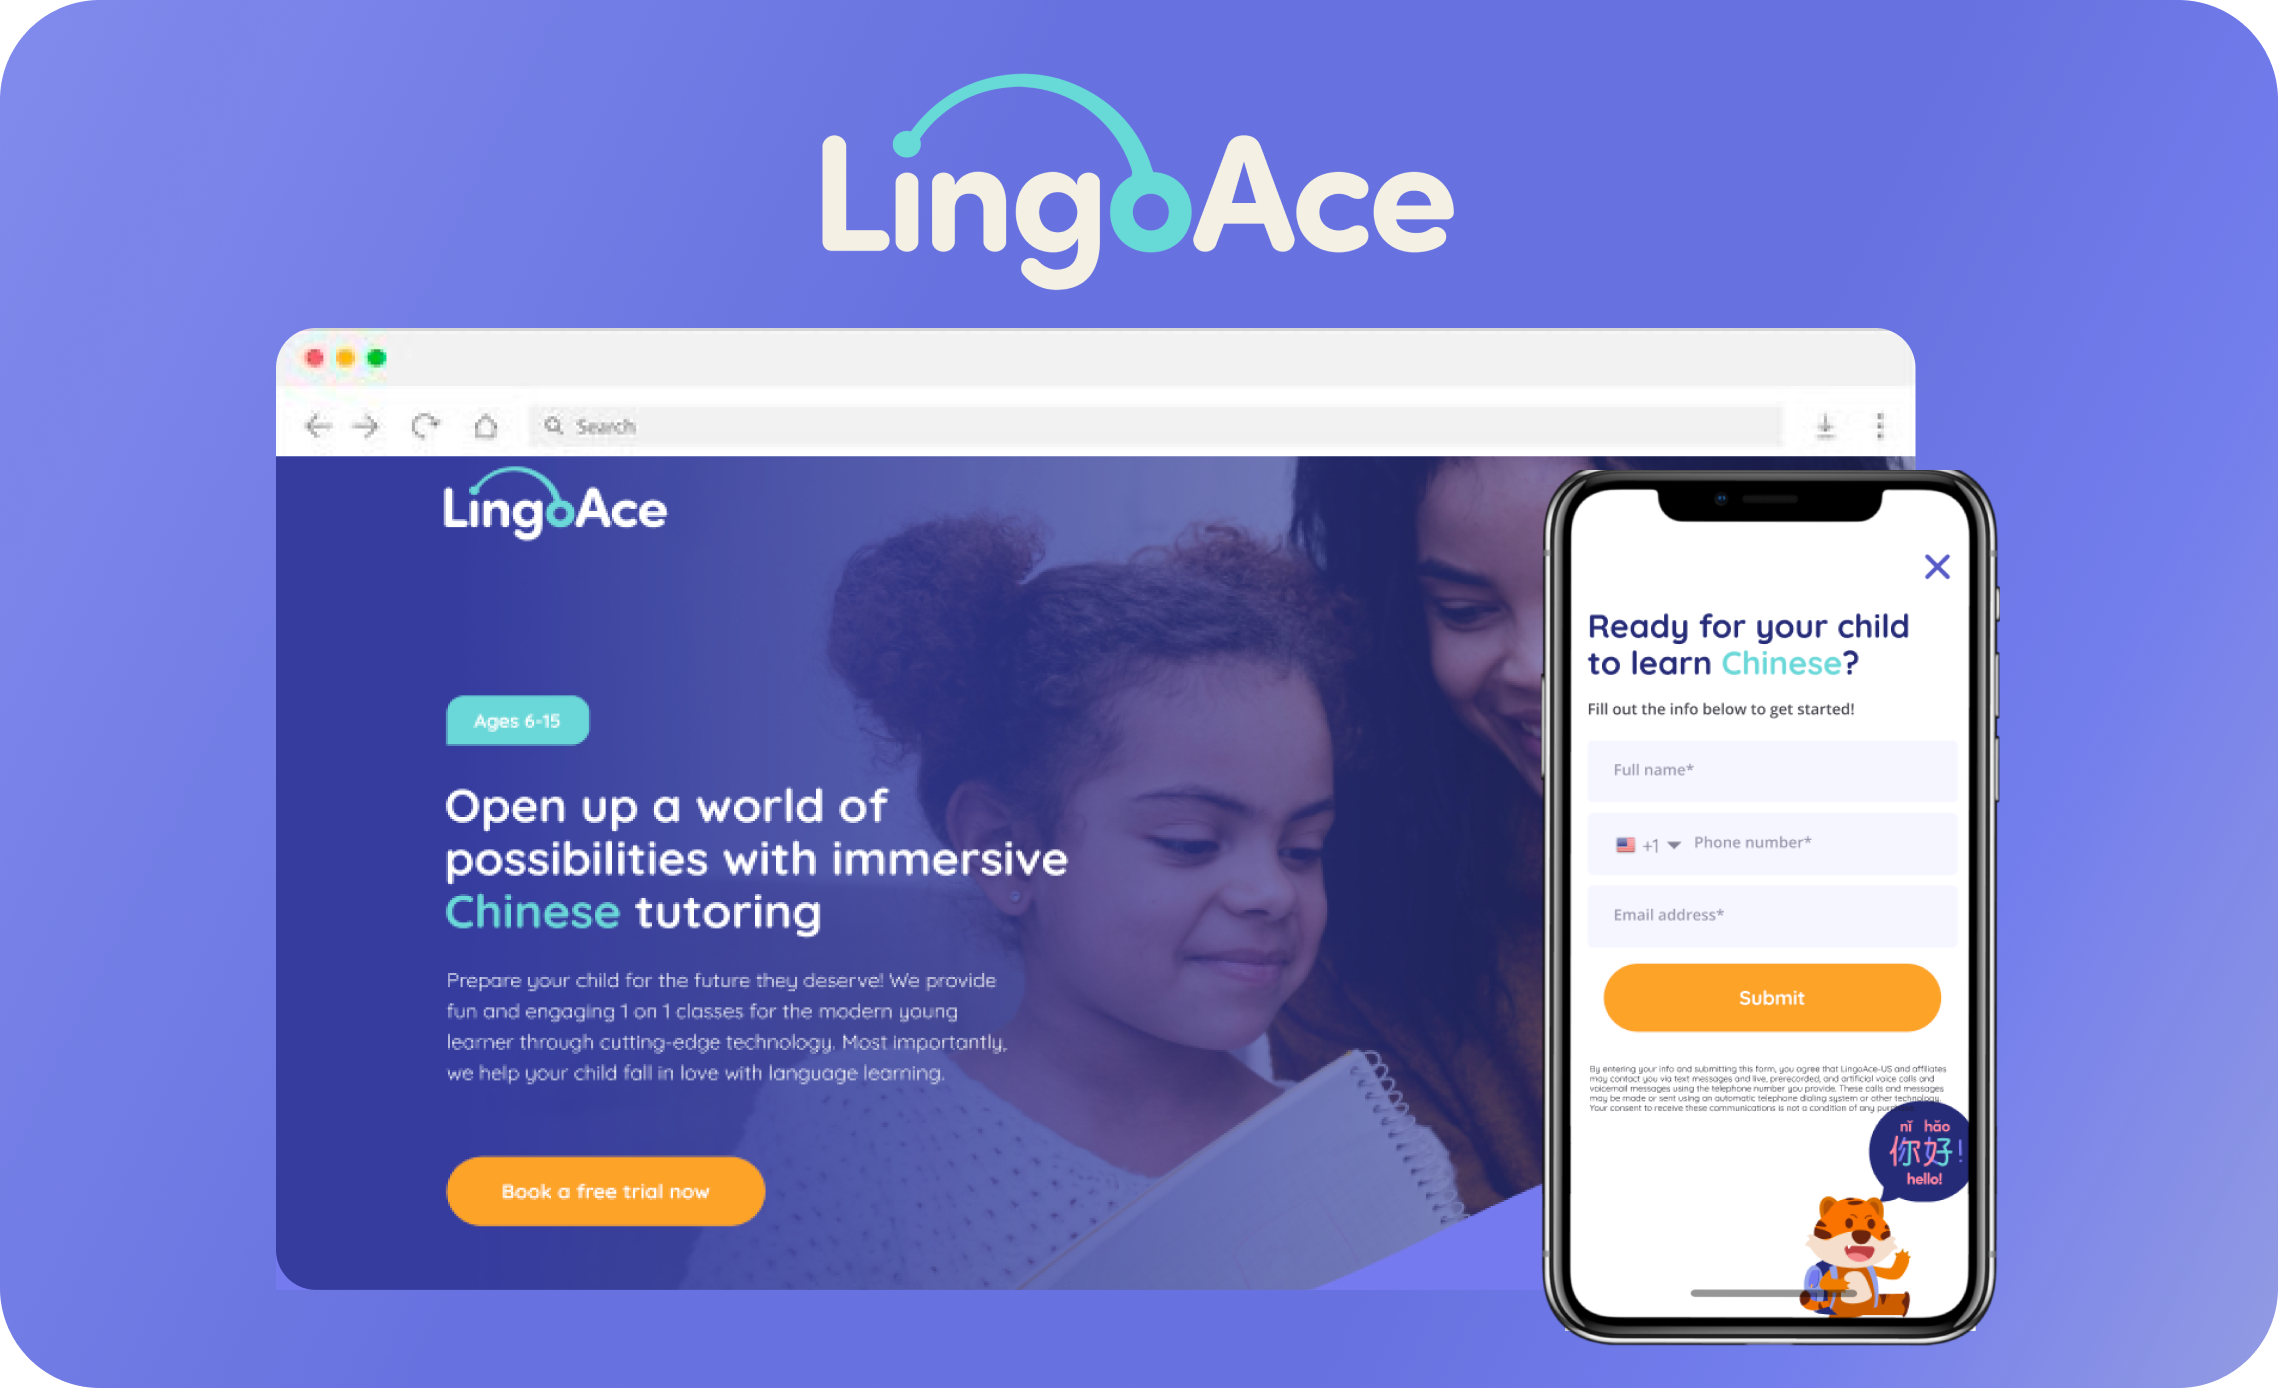 LingoAce
Search
LingoAce
Ages 6-15
Open up a world of
possibilities with immersive
Chinese tutoring
Prepare your child for the future they deserve! We provide
fun and engaging 1 on 1 classes for the modern young
learner through cutting-edge technology. Most importantly,
we help your child fall in love with language learning.
Book a free trial now
Ready for your child
to learn Chinese?
Fill out the info below to get started!
Full name*
+1 Phone number*
Email address*
Submit
By entering your info and submitting this form, you agree that LingoAce-US and affiliates
may contact you via text messages and live, prerecorded, and artificial voice calls and
voicemail messages using the telephone number you provide. These calls and messages
may be made or sent using an automatic telephone dialing system or other technology.
Your consent to receive these communications is not a condition of any
nǐ hǎo
你好!
hello!